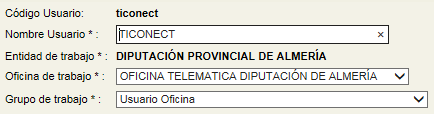 Código Usuario: ticonect
Nombre Usuario * : TICONECT ×
Entidad de trabajo * : DIPUTACIÓN PROVINCIAL DE ALMERÍA
Oficina de trabajo * : OFICINA TELEMATICA DIPUTACIÓN DE ALMERÍA
Grupo de trabajo * : Usuario Oficina